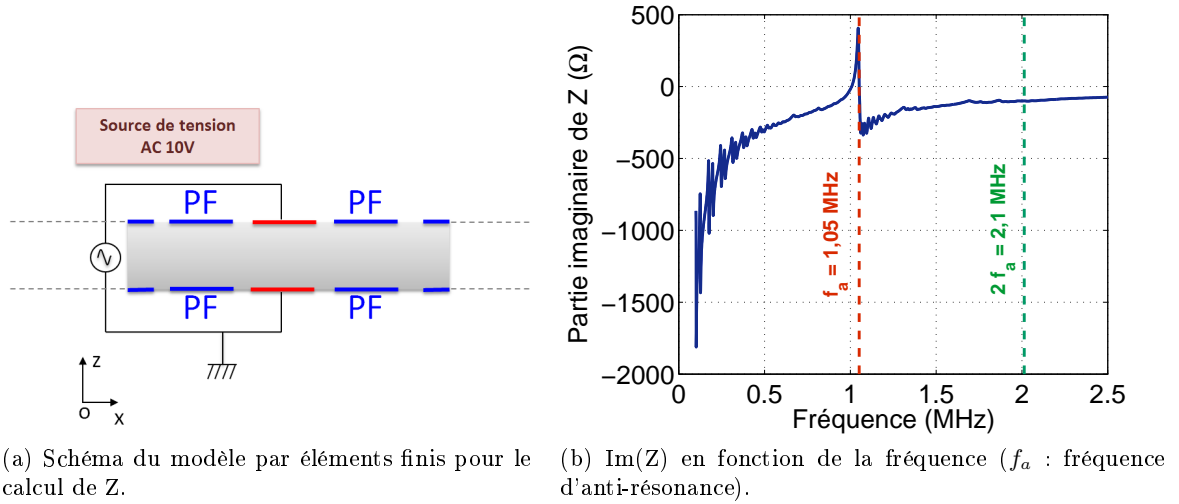 Source de tension
AC 10V
PF
PF
PF
PF
z
o
x
Partie imaginaire de Z (Ω)
500
0
−500
−1000
−1500
−2000
0
0.5
1
1.5
2
2.5
f_a = 1,05 MHz
2 f_a = 2,1 MHz
Fréquence (MHz)
(a) Schéma du modèle par éléments finis pour le
calcul de Z.
(b) Im(Z) en fonction de la fréquence (f_a : fréquence
d'anti-résonance).